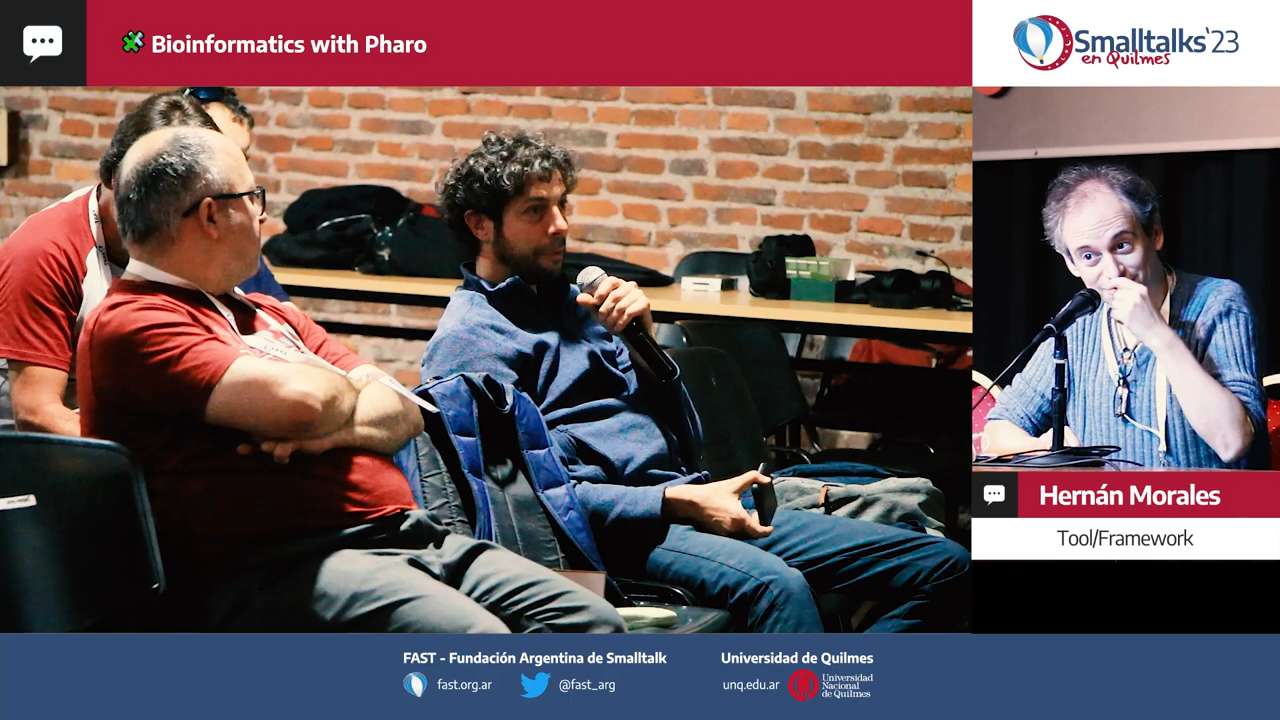 Bioinformatics with Pharo
Smalltalks'23
en Quilmes
Hernán Morales
Tool/Framework
FAST - Fundación Argentina de Smalltalk
fast.org.ar
@fast_arg
Universidad de Quilmes
unq.edu.ar
Universidad
Nacional
de Quilmes